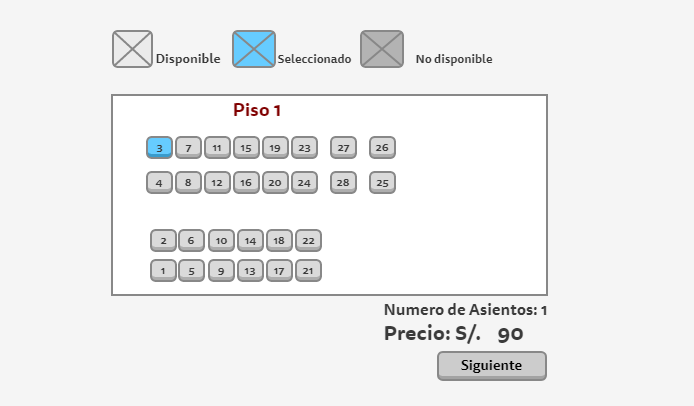 Disponible Seleccionado No disponible
Piso 1
3 7 11 15 19 23 27 26
4 8 12 16 20 24 28 25
2 6 10 14 18 22
1 5 9 13 17 21
Numero de Asientos: 1
Precio: S/. 90
Siguiente